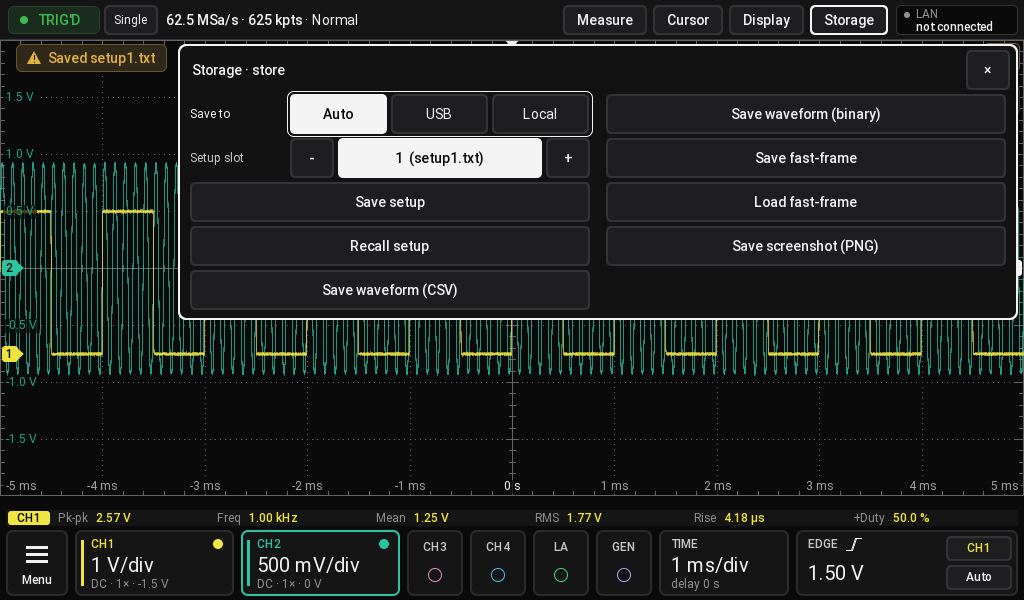 TRIG'D Single 62.5 MSa/s · 625 kpts · Normal Measure Cursor Display Storage LAN
not connected
Saved setup1.txt
Storage · store ×
Save to Auto USB Local Save waveform (binary)
Setup slot - 1 (setup1.txt) + Save fast-frame
Save setup Load fast-frame
Recall setup Save screenshot (PNG)
Save waveform (CSV)
1.5 V
1.0 V
0.5 V
2
-0.5 V
1
-1.0 V
-1.5 V
-5 ms -4 ms -3 ms -2 ms -1 ms 0 s 1 ms 2 ms 3 ms 4 ms 5 ms
CH1 Pk-pk 2.57 V Freq 1.00 kHz Mean 1.25 V RMS 1.77 V Rise 4.18 µs +Duty 50.0 %
Menu
CH1
1 V/div
DC · 1× · -1.5 V
CH2
500 mV/div
DC · 1× · 0 V
CH3
CH4
LA
GEN
TIME
1 ms/div
delay 0 s
EDGE
1.50 V
CH1
Auto